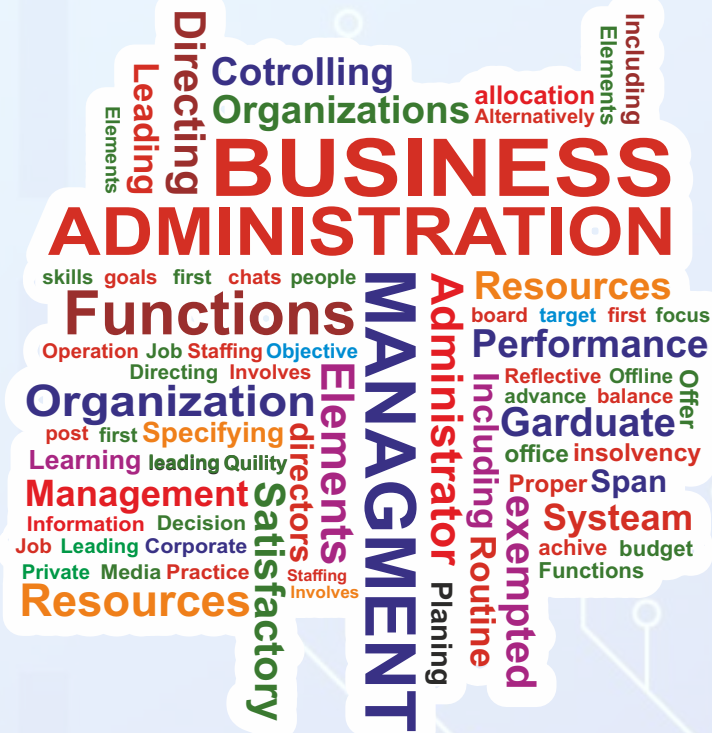 Directing
Leading
Elements
Cotrolling
Organizations
allocation
Alternatively
Elements
Including
BUSINESS
ADMINISTRATION
skills goals first chats people
Functions
Operation Job Staffing Objective
Directing Involves
Organization
post first Specifying
Learning leading Quility
Management
Information Decision
Job Leading Corporate
Private Media Practice
Resources
Satisfactory
directors
Elements
Staffing
Involves
MANAGMENT
Administrator
Planing
Including
Routine
exempted
Resources
board target first focus
Performance
Reflective Offline
advance balance
Offer
Garduate
office insolvency
Proper Span
Systeam
achive budget
Functions